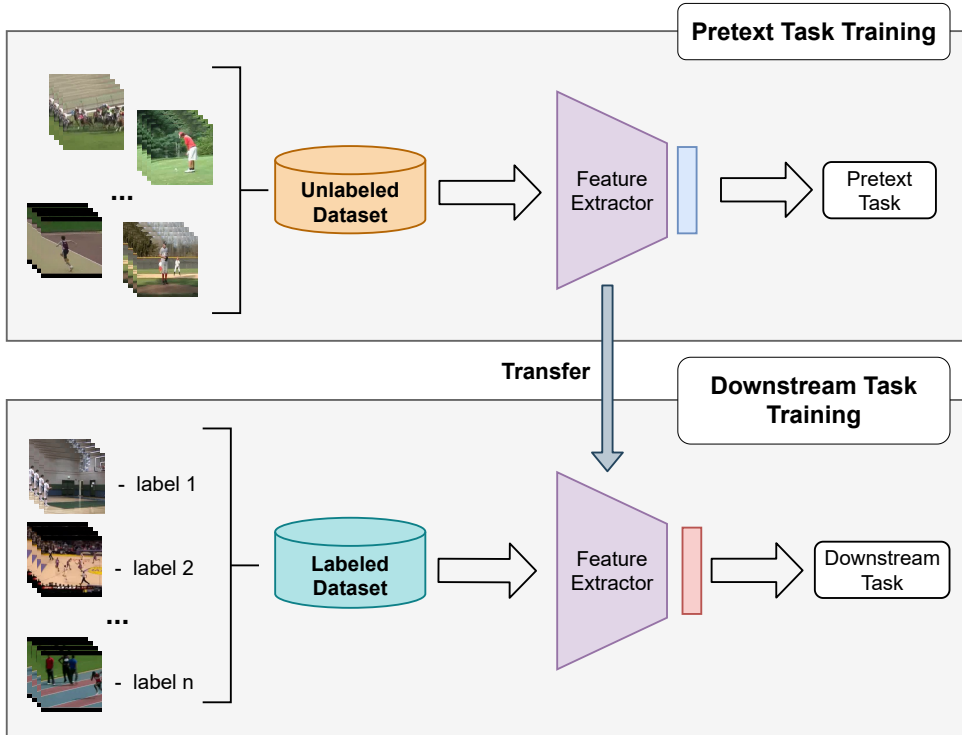 Pretext Task Training
...
Unlabeled
Dataset
Feature
Extractor
Pretext
Task
Transfer
Downstream Task
Training
- label 1
- label 2
...
- label n
Labeled
Dataset
Feature
Extractor
Downstream
Task